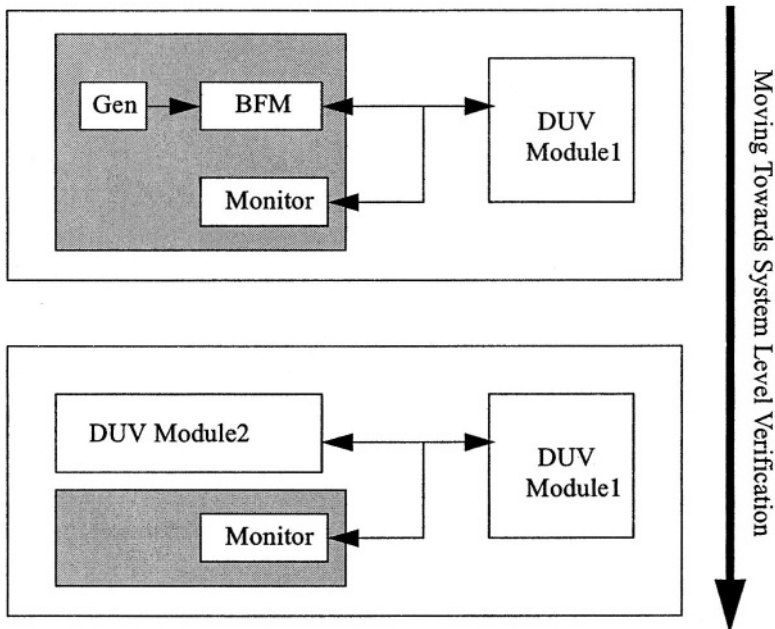 Gen
BFM
DUV
Module1
Monitor
DUV Module2
DUV
Module1
Monitor
Moving Towards System Level Verification